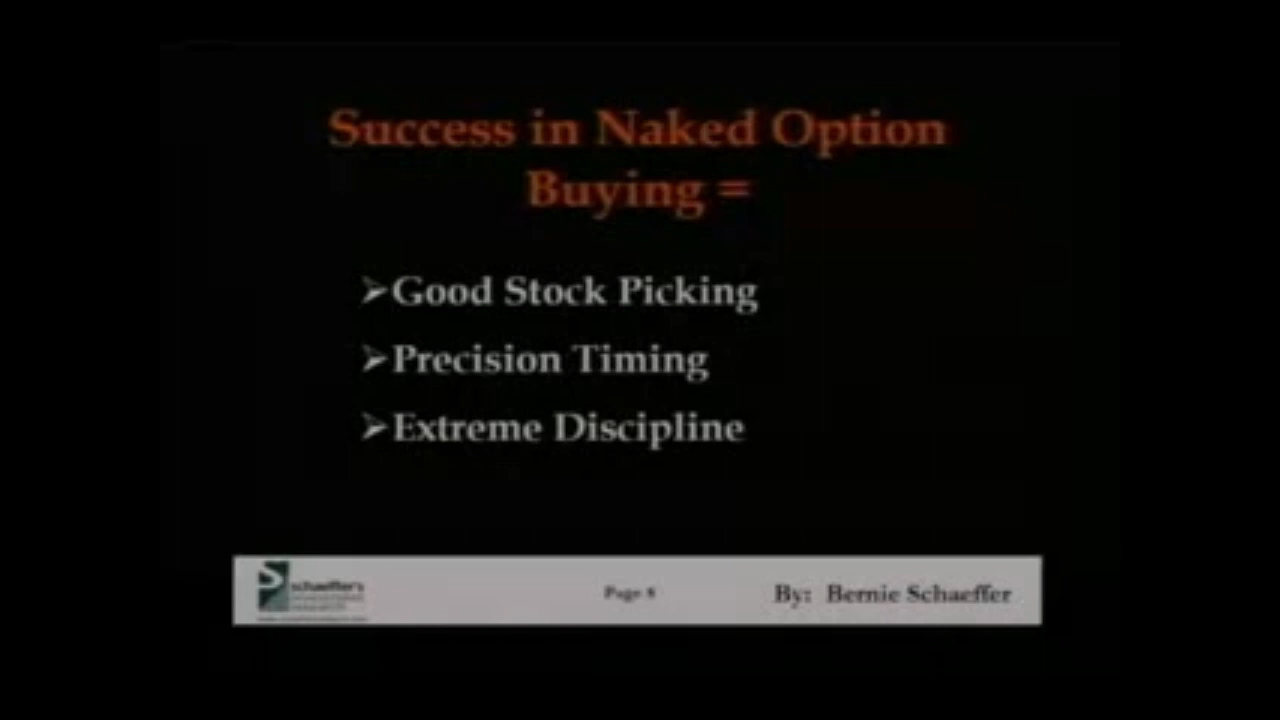 Success in Naked Option
Buying =
➢Good Stock Picking
➢Precision Timing
➢Extreme Discipline
schaeffer's
Page 8
By: Bernie Schaeffer